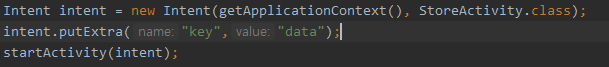 Intent intent = new Intent(getApplicationContext(), StoreActivity.class);
intent.putExtra( name: "key", value: "data");
startActivity(intent);